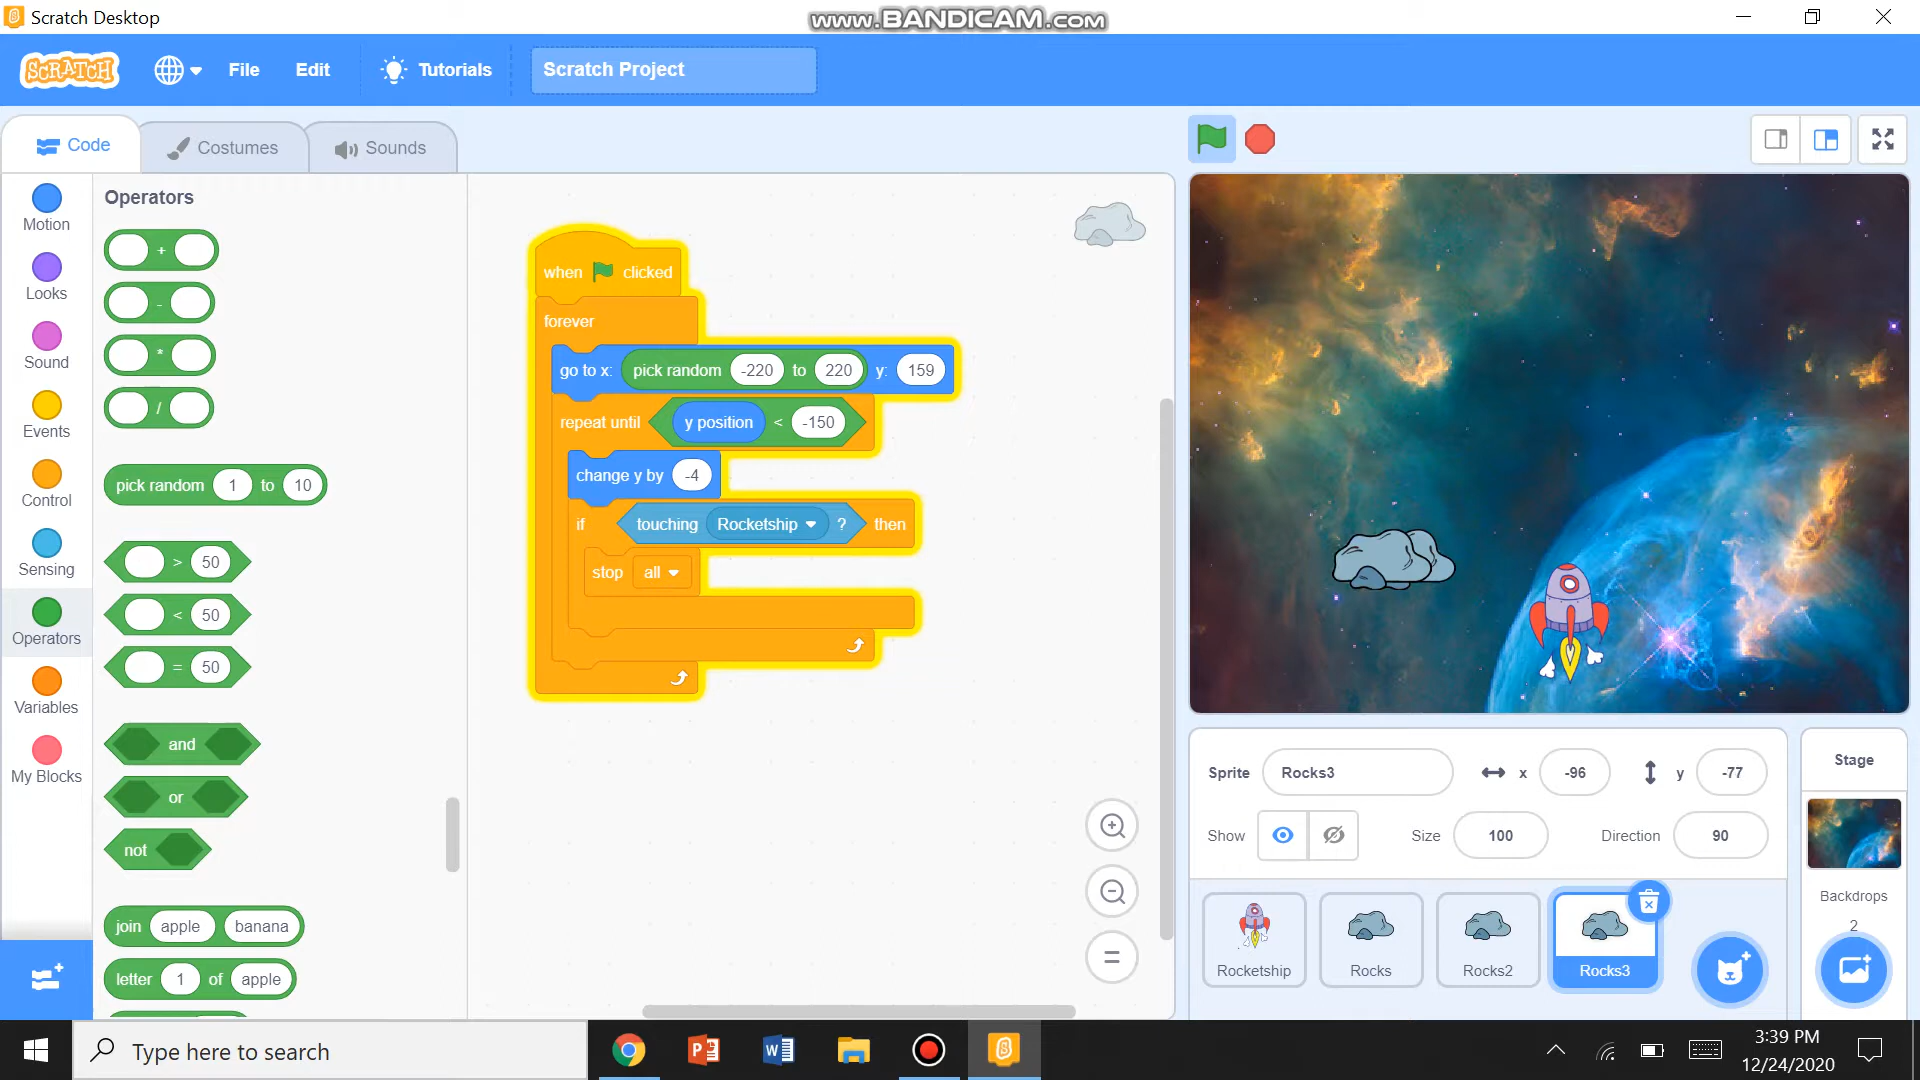 Scratch Desktop
www.BANDICAM.com
SCRATCH
File
Edit
Tutorials
Scratch Project
Code
Costumes
Sounds
Motion
Looks
Sound
Events
Control
Sensing
Operators
Variables
My Blocks
Operators
+
-
*
/
pick random 1 to 10
> 50
< 50
= 50
and
or
not
join apple banana
letter 1 of apple
when clicked
forever
go to x: pick random -220 to 220 y: 159
repeat until y position < -150
change y by -4
if touching Rocketship ? then
stop all
Sprite Rocks3 x -96 y -77
Show Size 100 Direction 90
Rocketship
Rocks
Rocks2
Rocks3
Stage
Backdrops
2
Type here to search
3:39 PM
12/24/2020